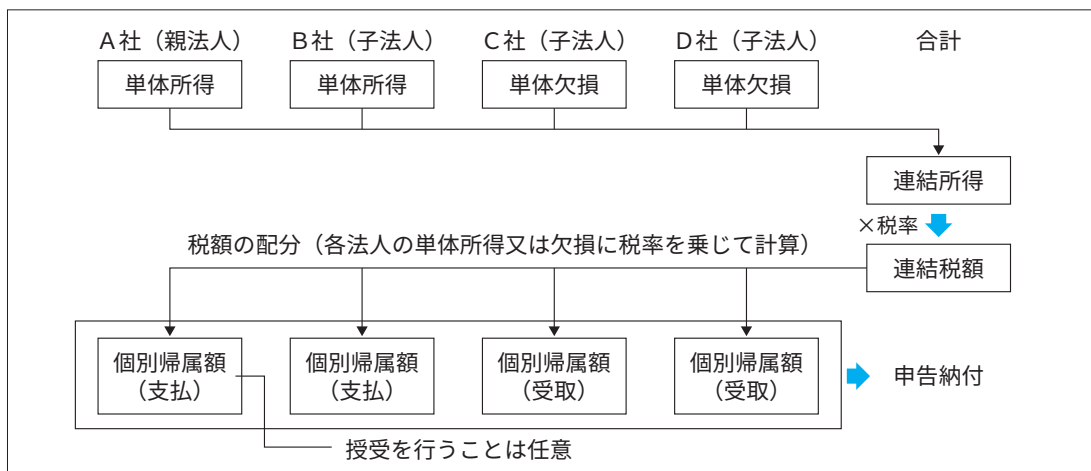 A社（親法人） B社（子法人） C社（子法人） D社（子法人） 合計
単体所得 単体所得 単体欠損 単体欠損
連結所得
×税率
税額の配分（各法人の単体所得又は欠損に税率を乗じて計算）
連結税額
個別帰属額 個別帰属額 個別帰属額 個別帰属額
（支払） （支払） （受取） （受取）
申告納付
授受を行うことは任意